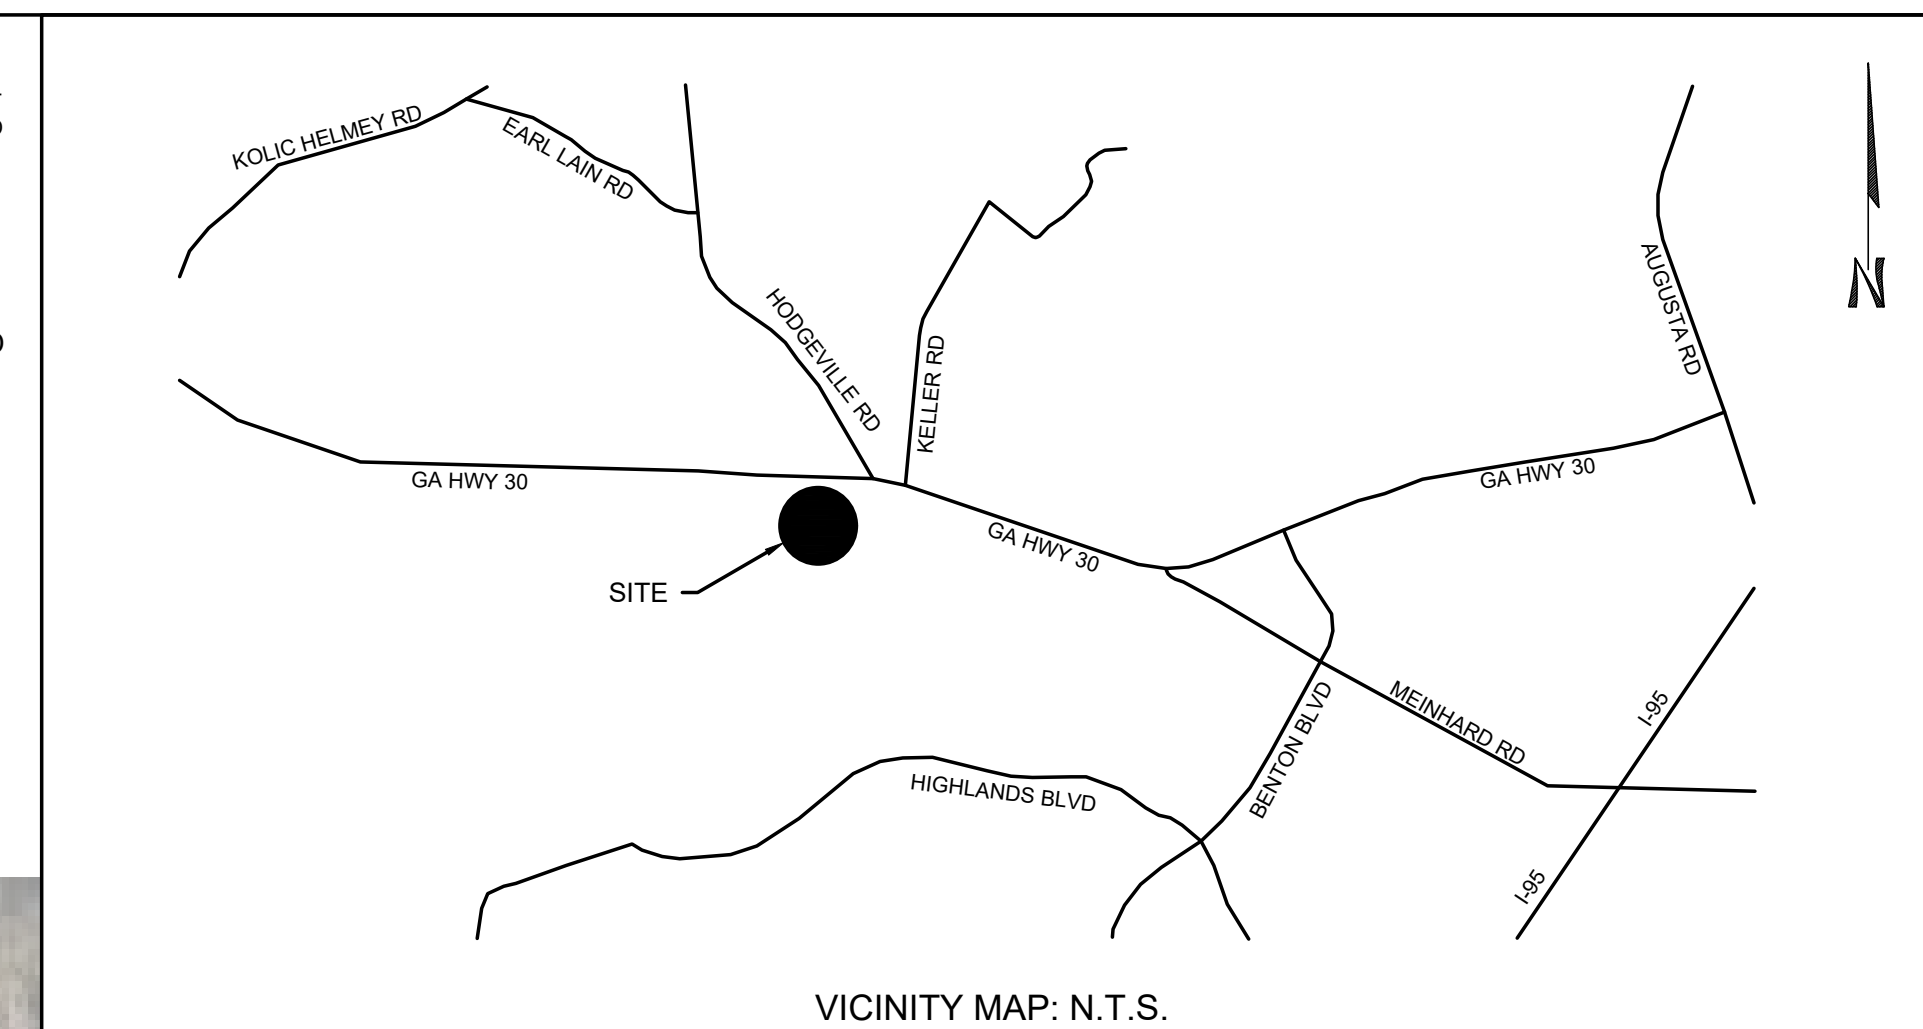 KOLIC HELMEY RD
EARL LAIN RD
HODGEVILLE RD
KELLER RD
AUGUSTA RD
N
GA HWY 30
GA HWY 30
GA HWY 30
SITE
BENTON BLVD
MEINHARD RD
I-95
I-95
HIGHLANDS BLVD
VICINITY MAP: N.T.S.